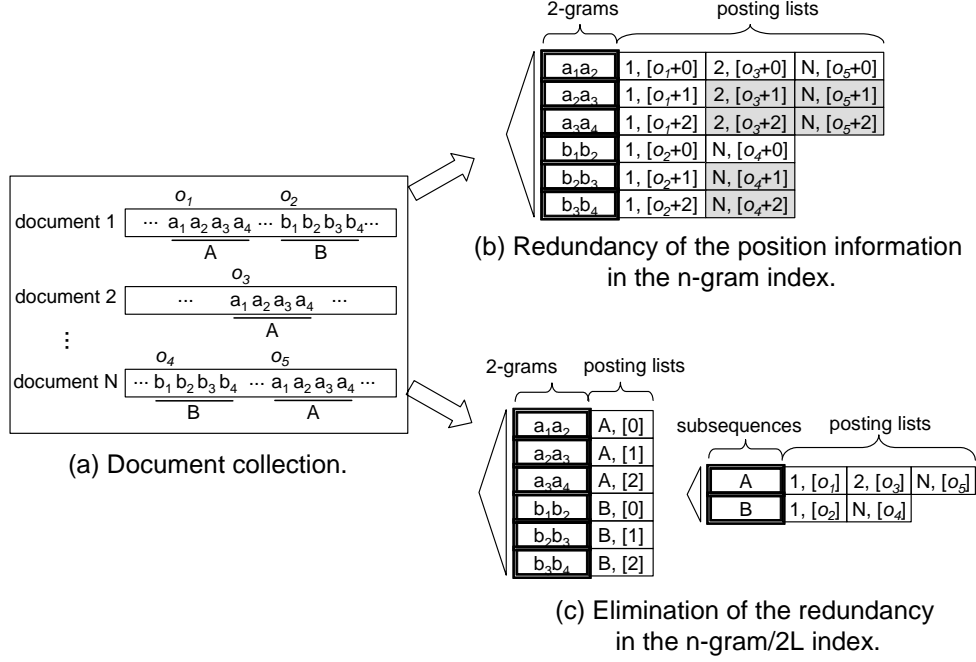 2-grams posting lists
a1a2 1, [o1+0] 2, [o3+0] N, [o5+0]
a2a3 1, [o1+1] 2, [o3+1] N, [o5+1]
a3a4 1, [o1+2] 2, [o3+2] N, [o5+2]
b1b2 1, [o2+0] N, [o4+0]
b2b3 1, [o2+1] N, [o4+1]
b3b4 1, [o2+2] N, [o4+2]
(b) Redundancy of the position information
in the n-gram index.
o1 o2
document 1 ··· a1 a2 a3 a4 ··· b1 b2 b3 b4 ···
A B
o3
document 2 ··· a1 a2 a3 a4 ···
A
⋮
o4 o5
document N ··· b1 b2 b3 b4 ··· a1 a2 a3 a4 ···
B A
(a) Document collection.
2-grams posting lists
a1a2 A, [0]
a2a3 A, [1]
a3a4 A, [2]
b1b2 B, [0]
b2b3 B, [1]
b3b4 B, [2]
subsequences posting lists
A 1, [o1] 2, [o3] N, [o5]
B 1, [o2] N, [o4]
(c) Elimination of the redundancy
in the n-gram/2L index.